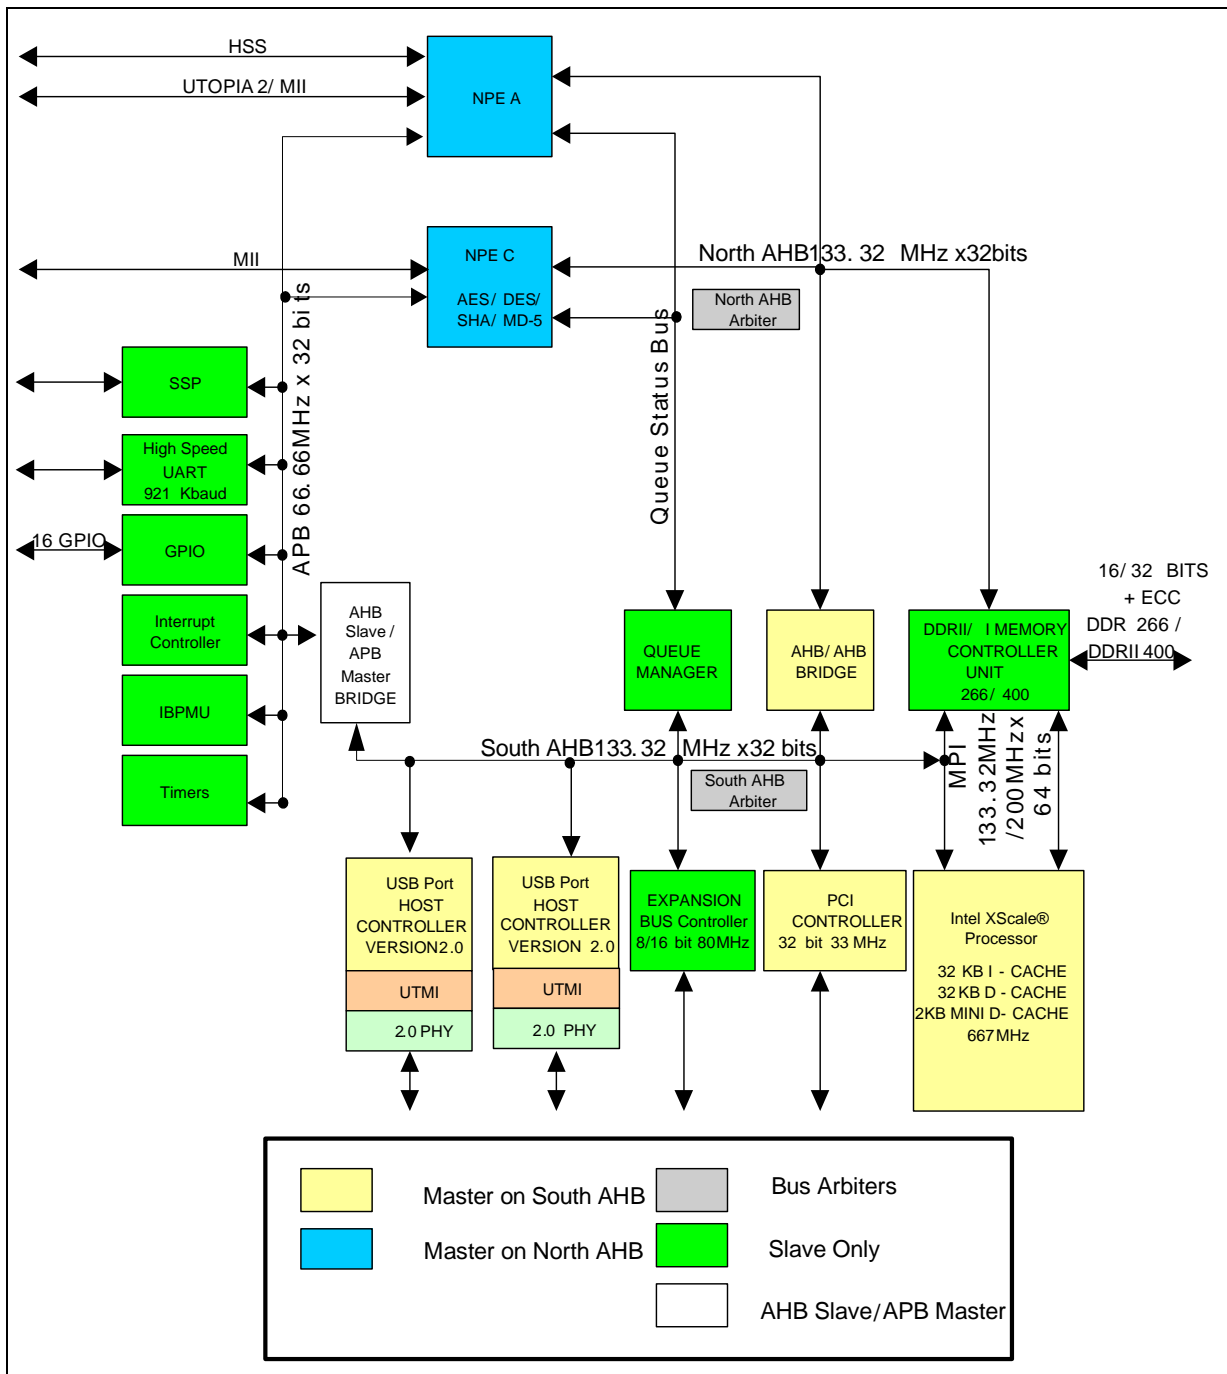 HSS
UTOPIA 2/ MII
NPE A
MII
NPE C
AES/ DES/
SHA/ MD-5
North AHB133. 32 MHz x32bits
North AHB
Arbiter
Queue Status Bus
APB 66. 66MHz x 32 bits
SSP
High Speed
UART
921 Kbaud
16 GPIO
GPIO
Interrupt
Controller
IBPMU
Timers
AHB
Slave /
APB
Master
BRIDGE
QUEUE
MANAGER
AHB/ AHB
BRIDGE
DDRII/ I MEMORY
CONTROLLER
UNIT
266/ 400
16/ 32 BITS
+ ECC
DDR 266 /
DDRII 400
South AHB133. 32 MHz x32 bits
South AHB
Arbiter
MPI
133.32MHz
/200MHzx
64 bits
USB Port
HOST
CONTROLLER
VERSION2.0
UTMI
2.0 PHY
USB Port
HOST
CONTROLLER
VERSION 2.0
UTMI
2.0 PHY
EXPANSION
BUS Controller
8/16 bit 80MHz
PCI
CONTROLLER
32 bit 33 MHz
Intel XScale®
Processor
32 KB I - CACHE
32 KB D - CACHE
2KB MINI D- CACHE
667 MHz
Master on South AHB
Bus Arbiters
Master on North AHB
Slave Only
AHB Slave/APB Master